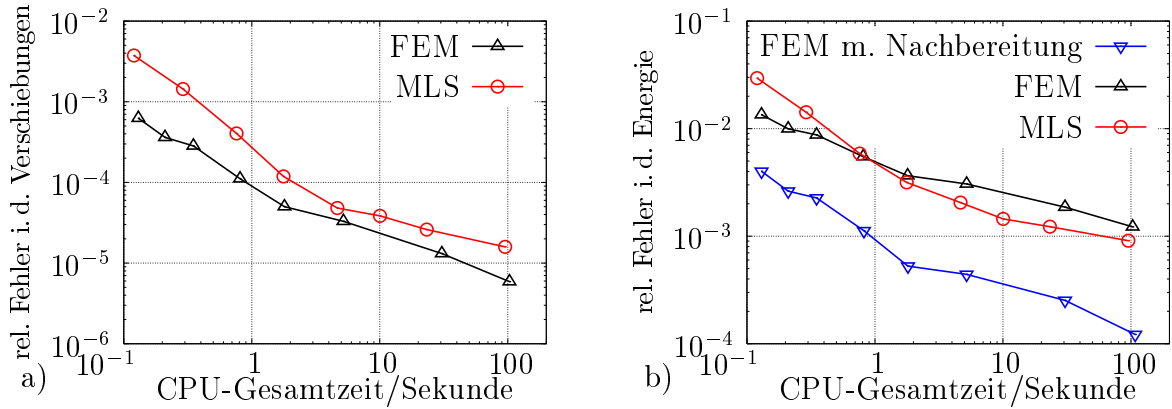 10⁻²
10⁻³
10⁻⁴
10⁻⁵
10⁻⁶
rel. Fehler i. d. Verschiebungen
FEM
MLS
10⁻¹ 1 10 100
CPU-Gesamtzeit/Sekunde
a)
10⁻¹
10⁻²
10⁻³
10⁻⁴
rel. Fehler i. d. Energie
FEM m. Nachbereitung
FEM
MLS
10⁻¹ 1 10 100
CPU-Gesamtzeit/Sekunde
b)